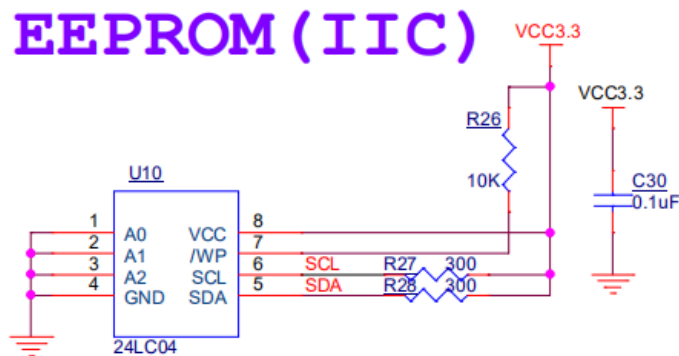 EEPROM(IIC)
VCC3.3
VCC3.3
R26
10K
C30
0.1uF
U10
1 A0 VCC 8
2 A1 /WP 7
3 A2 SCL 6 SCL R27 300
4 GND SDA 5 SDA R28 300
24LC04